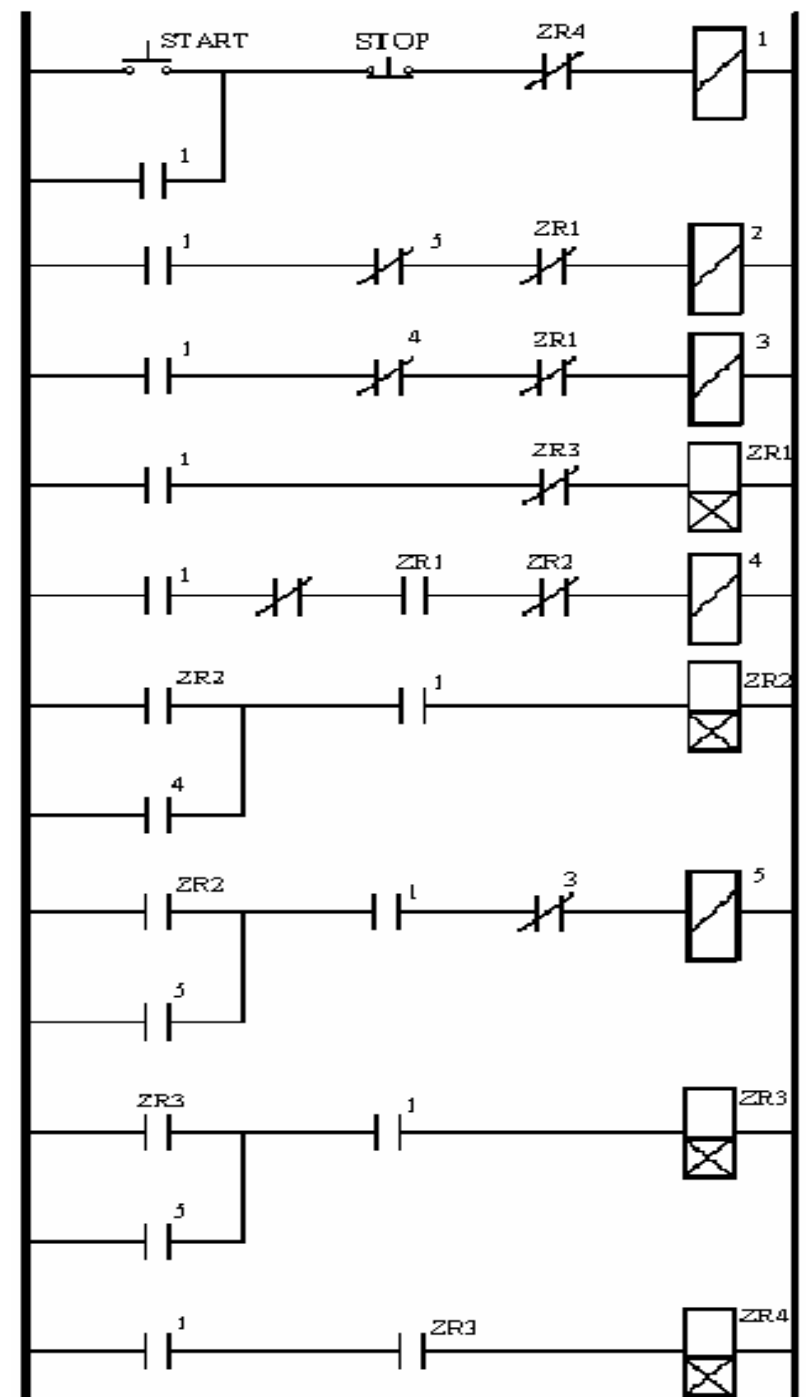 START STOP ZR4 1
1
1 5 ZR1 2
1 4 ZR1 3
1 ZR3 ZR1
1 ZR1 ZR2 4
ZR2 1 ZR2
4
ZR2 1 3 5
5
ZR3 1 ZR3
5
1 ZR3 ZR4